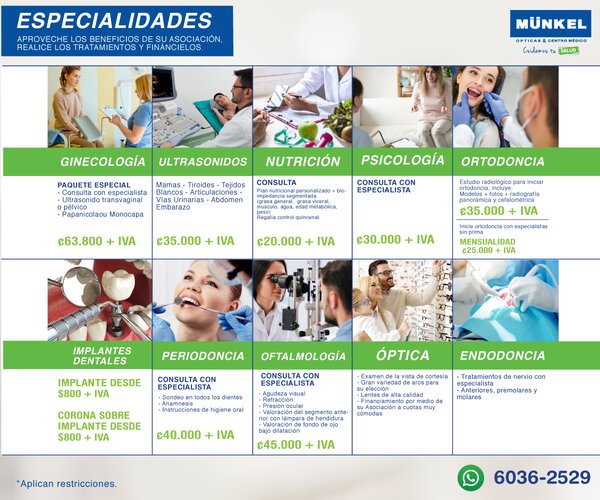 ESPECIALIDADES
APROVECHE LOS BENEFICIOS DE SU ASOCIACIÓN,
REALICE LOS TRATAMIENTOS Y FINÁNCIELOS.
MÜNKEL
OPTICAS & CENTRO MÉDICO
Cuidamos tu SALUD
GINECOLOGÍA
PAQUETE ESPECIAL
- Consulta con especialista
- Ultrasonido transvaginal
o pélvico
- Papanicolaou Monocapa
¢63.800 + IVA
ULTRASONIDOS
Mamas - Tiroides - Tejidos
Blancos - Articulaciones -
Vías Urinarias - Abdomen
Embarazo
¢35.000 + IVA
NUTRICIÓN
CONSULTA
Plan nutricional personalizado + bio-
impedancia segmentada
(grasa general, grasa viceral,
musculo, agua, edad metabólica,
peso)
Regalía control quincenal
¢20.000 + IVA
PSICOLOGÍA
CONSULTA CON
ESPECIALISTA
¢30.000 + IVA
ORTODONCIA
Estudio radiológico para iniciar
ortodoncia, incluye:
Modelos + fotos + radiografía
panorámica y cefalométrica
¢35.000 + IVA
Inicie ortodoncia con especialistas
sin prima
MENSUALIDAD
¢25.000 + IVA
IMPLANTES
DENTALES
IMPLANTE DESDE
$800 + IVA
CORONA SOBRE
IMPLANTE DESDE
$800 + IVA
PERIODONCIA
CONSULTA CON
ESPECIALISTA
- Sondeo en todos los dientes
- Anamnesis
- Instrucciones de higiene oral
¢40.000 + IVA
OFTALMOLOGÍA
CONSULTA CON
ESPECIALISTA
- Agudeza visual
- Refracción
- Presión ocular
- Valoración del segmento ante-
rior con lámpara de hendidura
- Valoración de fondo de ojo
bajo dilatación
¢45.000 + IVA
ÓPTICA
- Examen de la vista de cortesía
- Gran variedad de aros para
su elección
- Lentes de alta calidad
- Financiamiento por medio de
su Asociación a cuotas muy
cómodas
ENDODONCIA
- Tratamientos de nervio con
especialista
- Anteriores, premolares y
molares
*Aplican restricciones.
6036-2529